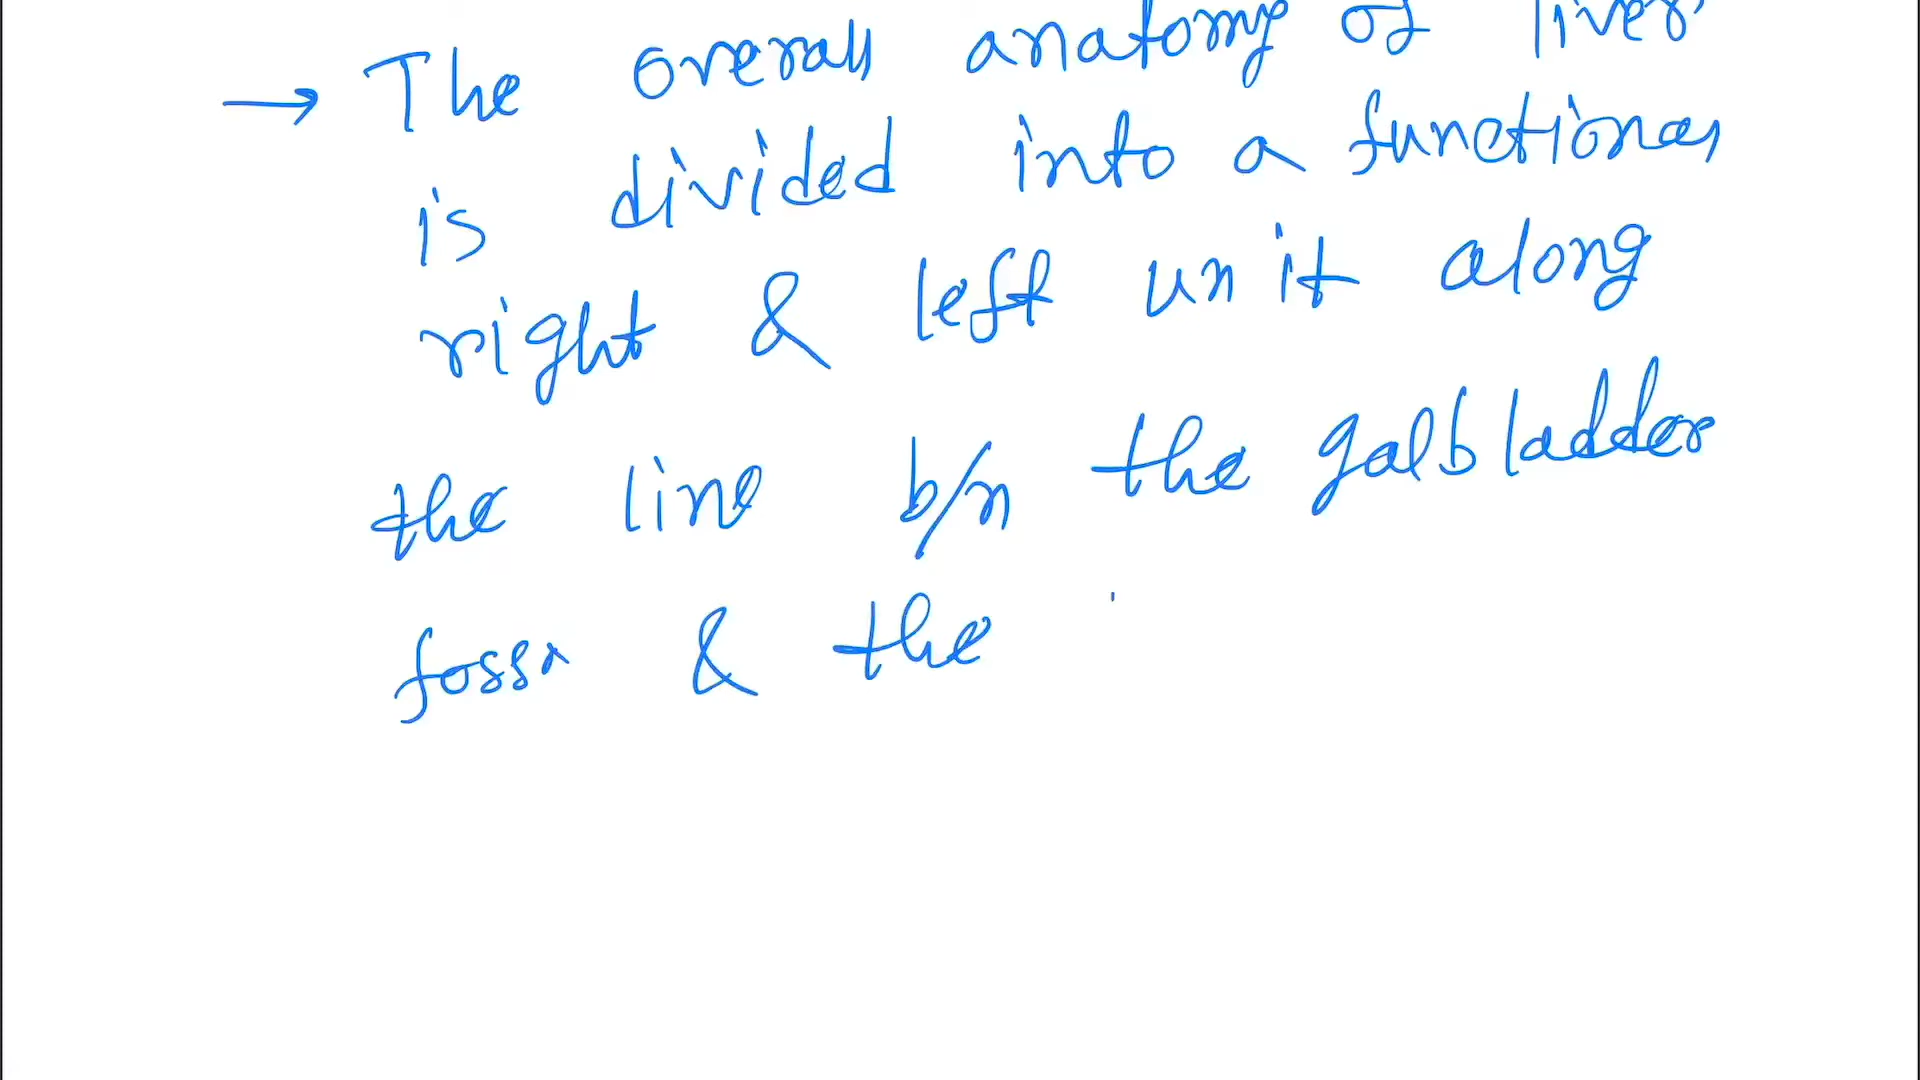 → The overall anatomy of liver
is divided into a functional
right & left unit along
the line b/n the galbladder
fossa & the